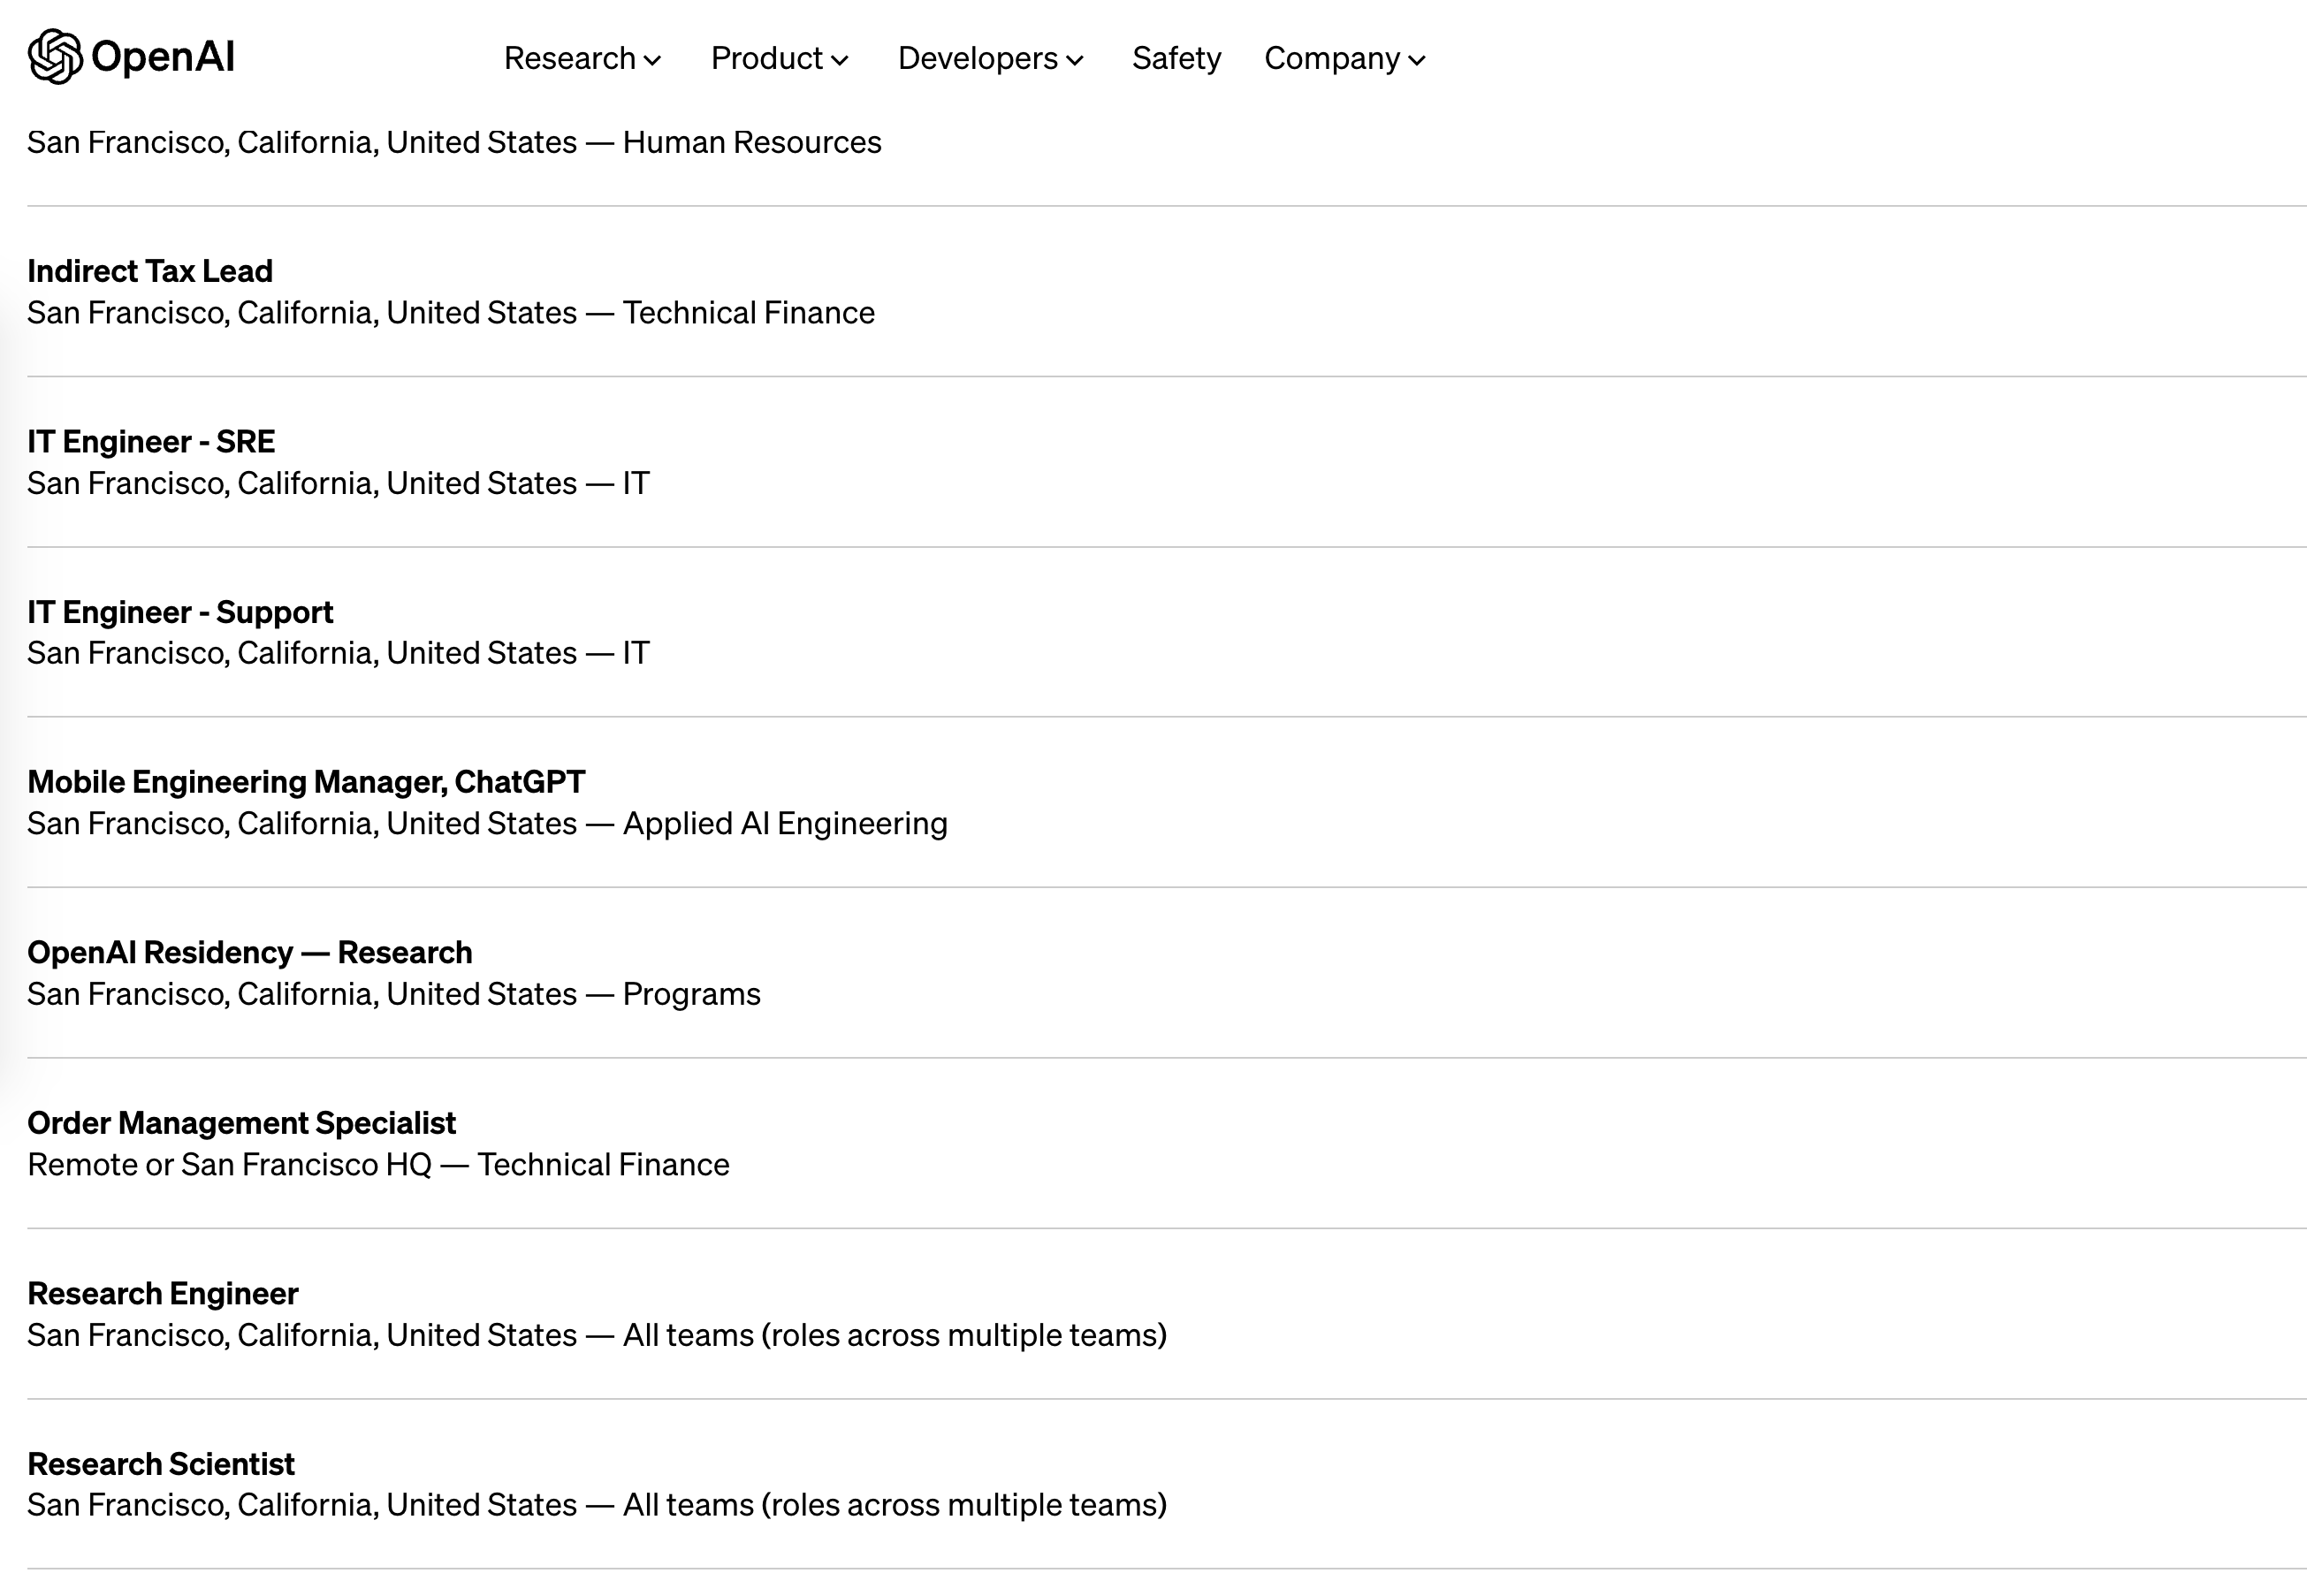 OpenAI
Research Product Developers Safety Company
San Francisco, California, United States — Human Resources
Indirect Tax Lead
San Francisco, California, United States — Technical Finance
IT Engineer - SRE
San Francisco, California, United States — IT
IT Engineer - Support
San Francisco, California, United States — IT
Mobile Engineering Manager, ChatGPT
San Francisco, California, United States — Applied AI Engineering
OpenAI Residency — Research
San Francisco, California, United States — Programs
Order Management Specialist
Remote or San Francisco HQ — Technical Finance
Research Engineer
San Francisco, California, United States — All teams (roles across multiple teams)
Research Scientist
San Francisco, California, United States — All teams (roles across multiple teams)